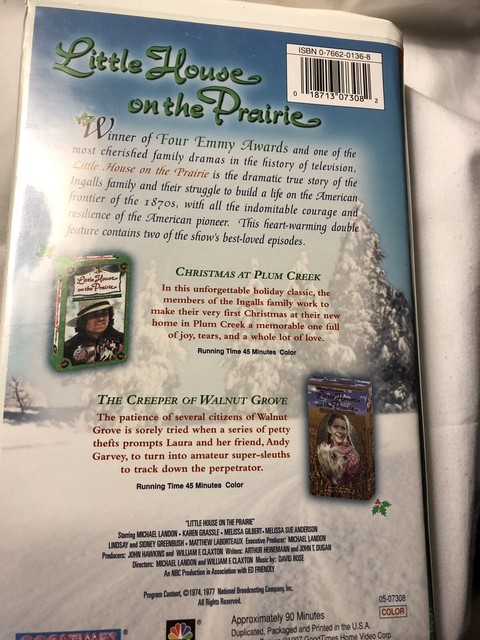 ISBN 0-7662-0136-8
0 18713 07308 2
Little House
on the Prairie
Winner of Four Emmy Awards and one of the
most cherished family dramas in the history of television,
Little House on the Prairie is the dramatic true story of the
Ingalls family and their struggle to build a life on the American
frontier of the 1870s, with all the indomitable courage and
resilience of the American pioneer. This heart-warming double
feature contains two of the show's best-loved episodes.
Little House
on the Prairie
CHRISTMAS AT PLUM CREEK
In this unforgettable holiday classic, the
members of the Ingalls family work to
make their very first Christmas at their new
home in Plum Creek a memorable one full
of joy, tears, and a whole lot of love.
Running Time 45 Minutes Color
THE CREEPER OF WALNUT GROVE
The patience of several citizens of Walnut
Grove is sorely tried when a series of petty
thefts prompts Laura and her friend, Andy
Garvey, to turn into amateur super-sleuths
to track down the perpetrator.
Running Time 45 Minutes Color
"LITTLE HOUSE ON THE PRAIRIE"
Starring MICHAEL LANDON • KAREN GRASSLE • MELISSA GILBERT • MELISSA SUE ANDERSON
LINDSAY and SIDNEY GREENBUSH • MATTHEW LABORTEAUX Executive Producer: MICHAEL LANDON
Producers: JOHN HAWKINS and WILLIAM F. CLAXTON Writers: ARTHUR HEINEMANN and JOHN T. DUGAN
Directors: MICHAEL LANDON and WILLIAM F. CLAXTON Music by: DAVID ROSE
An NBC Production in Association with ED FRIENDLY
Program Content, ©1974, 1977 National Broadcasting Company, Inc.
All Rights Reserved.
05-07308
COLOR
Approximately 90 Minutes
Duplicated, Packaged and Printed in the U.S.A.
©1997 GoodTimes Home Video Corp
GOODTIMES
NBC